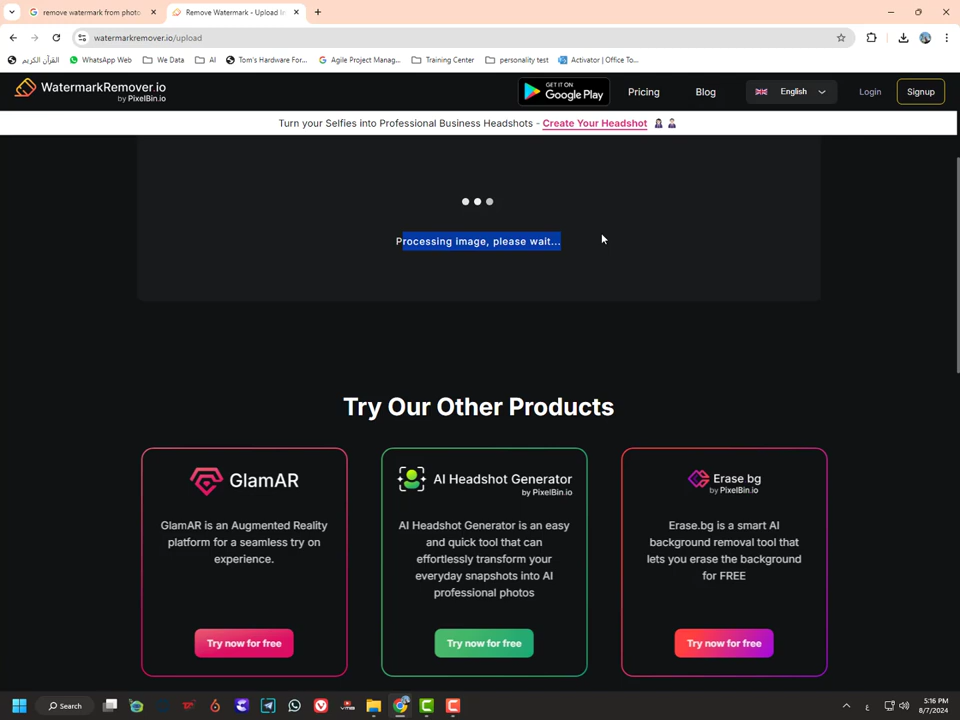 remove watermark from photo
Remove Watermark - Upload I
watermarkremover.io/upload
القرآن الكريم
WhatsApp Web
We Data
AI
Tom's Hardware For...
Agile Project Manag...
Training Center
personality test
Activator | Office To...
WatermarkRemover.io
by PixelBin.io
GET IT ON
Google Play
Pricing
Blog
English
Login
Signup
Turn your Selfies into Professional Business Headshots - Create Your Headshot
Processing image, please wait...
Try Our Other Products
GlamAR
GlamAR is an Augmented Reality
platform for a seamless try on
experience.
Try now for free
AI Headshot Generator
by PixelBin.io
AI Headshot Generator is an easy
and quick tool that can
effortlessly transform your
everyday snapshots into AI
professional photos
Try now for free
Erase bg
by PixelBin.io
Erase.bg is a smart AI
background removal tool that
lets you erase the background
for FREE
Try now for free
Search
ع
5:16 PM
8/7/2024